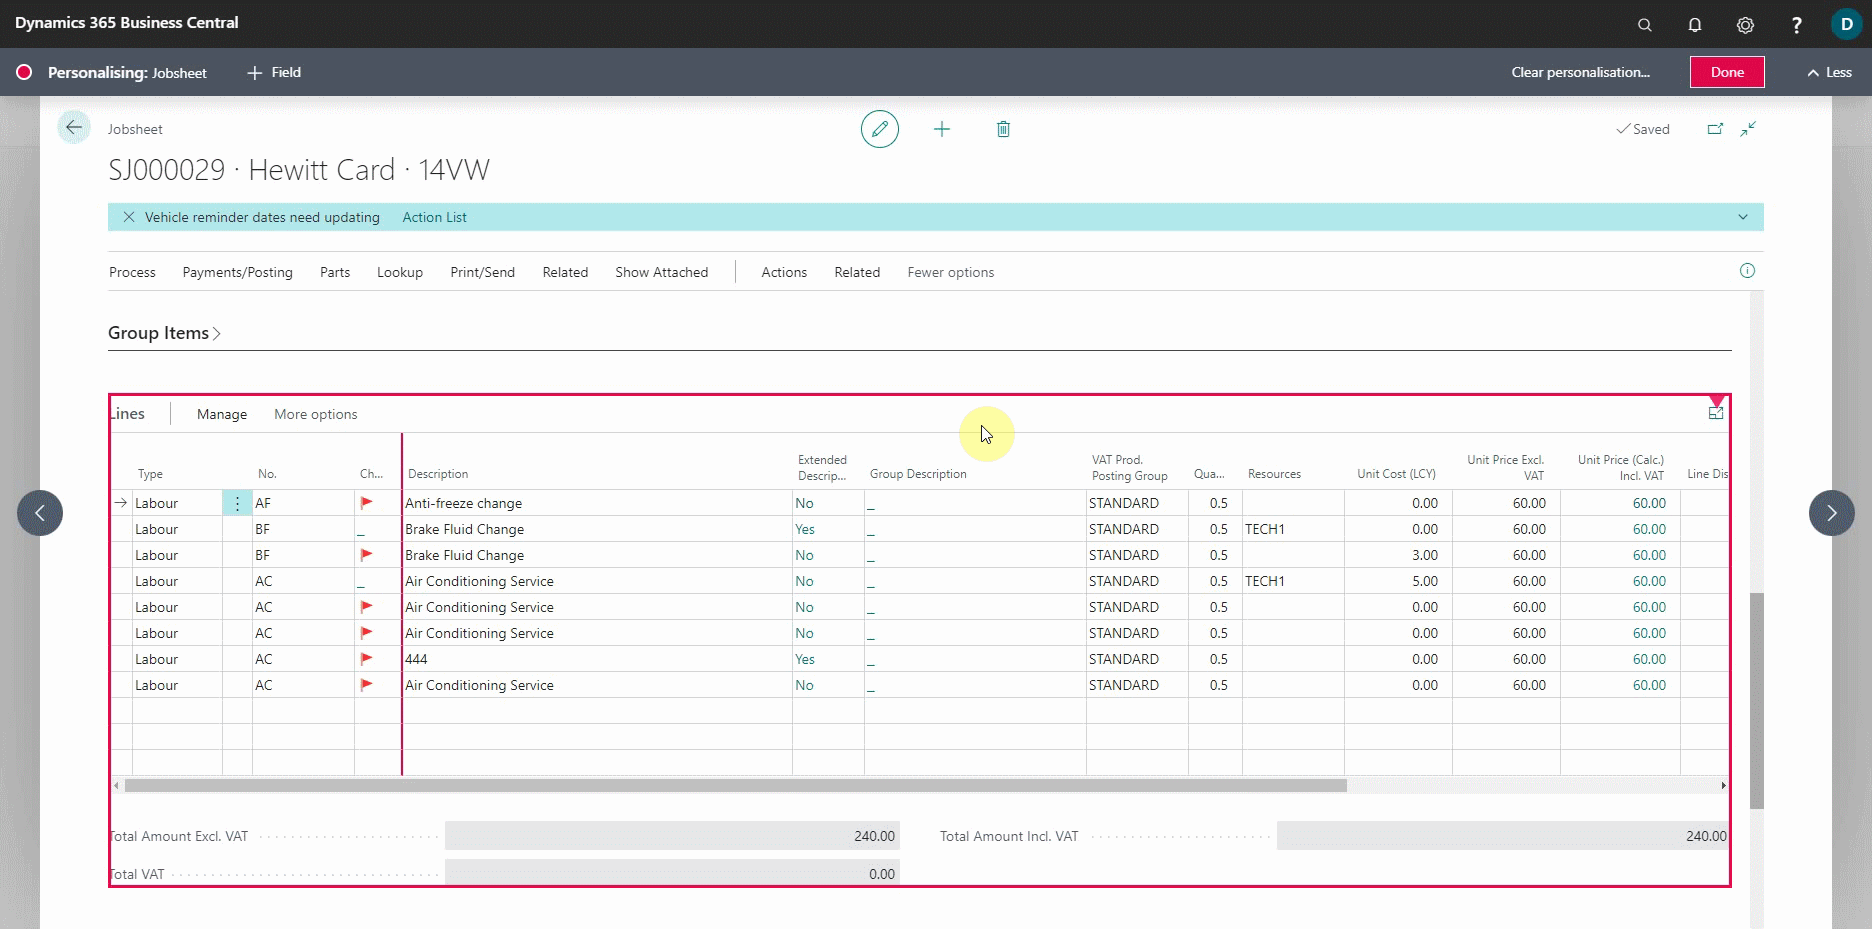 Dynamics 365 Business Central
? D
Personalising: Jobsheet + Field Clear personalisation... Done Less
Jobsheet Saved
SJ000029 · Hewitt Card · 14VW
Vehicle reminder dates need updating Action List
Process Payments/Posting Parts Lookup Print/Send Related Show Attached Actions Related Fewer options
Group Items
Lines Manage More options
Type No. Ch... Description Extended Descrip... Group Description VAT Prod. Posting Group Qua... Resources Unit Cost (LCY) Unit Price Excl. VAT Unit Price (Calc.) Incl. VAT Line Dis
Labour AF Anti-freeze change No _ STANDARD 0.5 0.00 60.00 60.00
Labour BF _ Brake Fluid Change Yes _ STANDARD 0.5 TECH1 0.00 60.00 60.00
Labour BF Brake Fluid Change No _ STANDARD 0.5 3.00 60.00 60.00
Labour AC _ Air Conditioning Service No _ STANDARD 0.5 TECH1 5.00 60.00 60.00
Labour AC Air Conditioning Service No _ STANDARD 0.5 0.00 60.00 60.00
Labour AC Air Conditioning Service No _ STANDARD 0.5 0.00 60.00 60.00
Labour AC 444 Yes _ STANDARD 0.5 0.00 60.00 60.00
Labour AC Air Conditioning Service No _ STANDARD 0.5 0.00 60.00 60.00
Total Amount Excl. VAT 240.00 Total Amount Incl. VAT 240.00
Total VAT 0.00